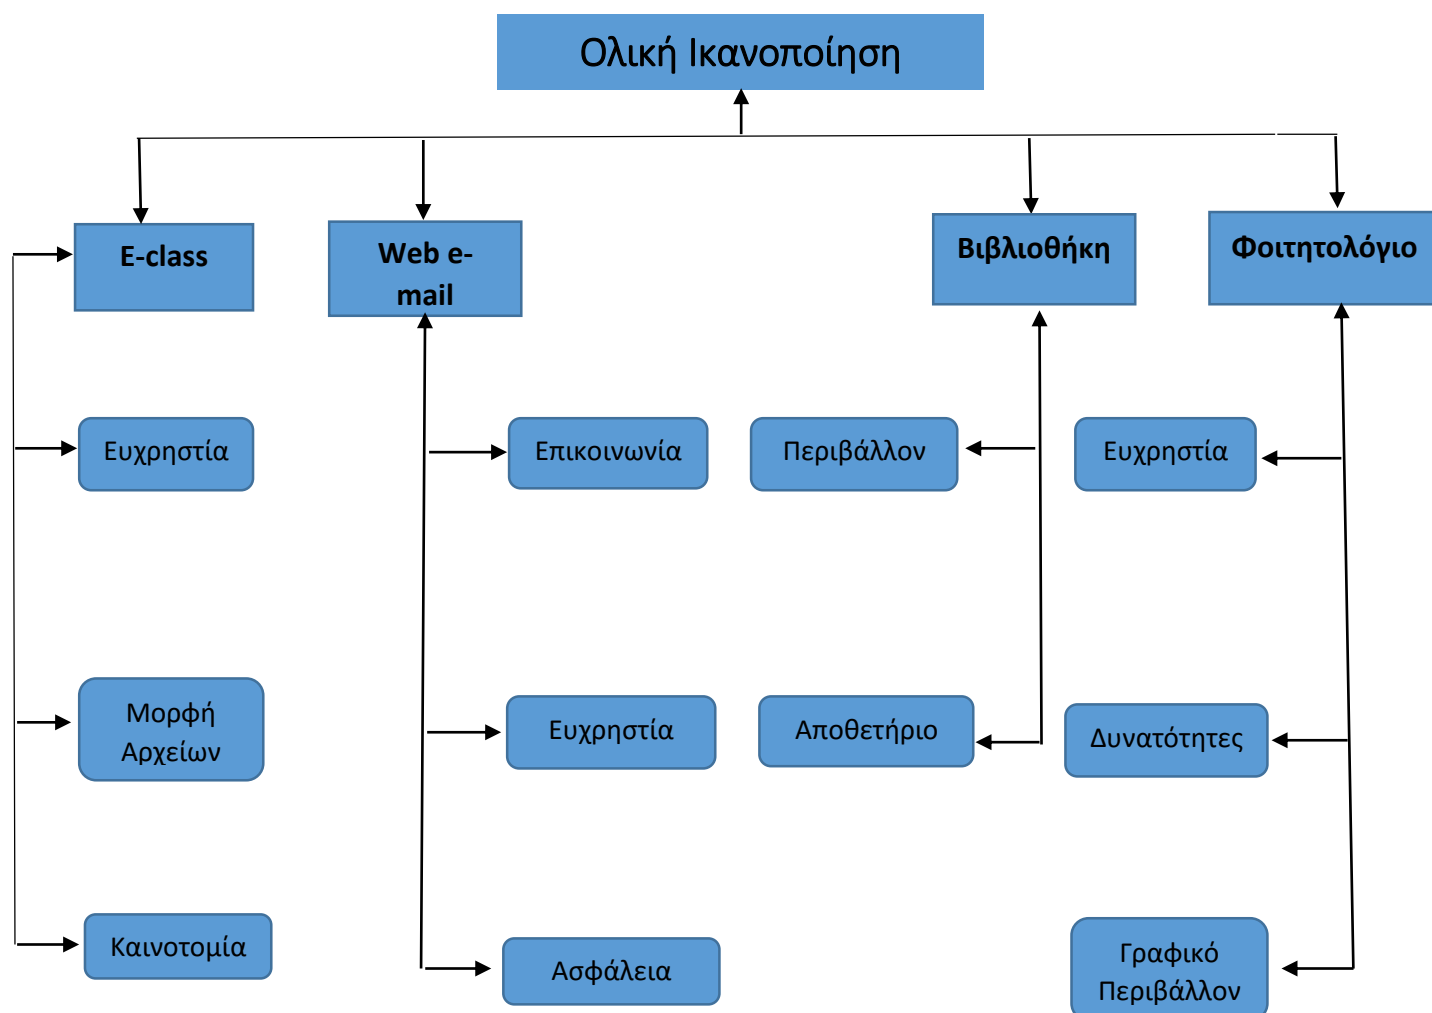 Ολική Ικανοποίηση
E-class
Web e-
mail
Βιβλιοθήκη
Φοιτητολόγιο
Ευχρηστία
Επικοινωνία
Περιβάλλον
Ευχρηστία
Μορφή
Αρχείων
Ευχρηστία
Αποθετήριο
Δυνατότητες
Καινοτομία
Ασφάλεια
Γραφικό
Περιβάλλον